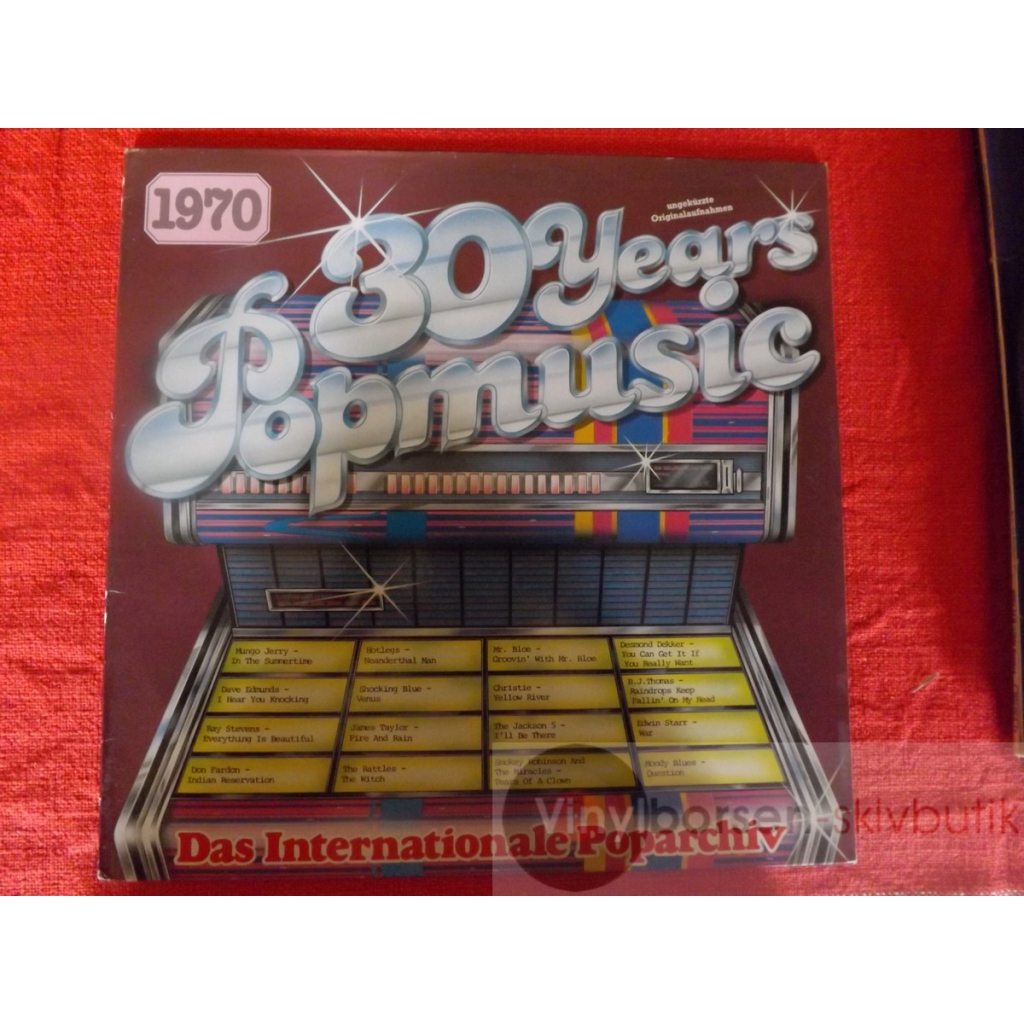 1970
ungekürzte
Originalaufnahmen
30 Years
Popmusic
Mungo Jerry -
In The Summertime
Hotlegs -
Neanderthal Man
Mr. Bloe -
Groovin' With Mr. Bloe
Desmond Dekker -
You Can Get It If
You Really Want
Dave Edmunds -
I Hear You Knocking
Shocking Blue -
Venus
Christie -
Yellow River
B.J.Thomas -
Raindrops Keep
Fallin' On My Head
Ray Stevens -
Everything Is Beautiful
James Taylor -
Fire And Rain
The Jackson 5 -
I'll Be There
Edwin Starr -
War
Don Fardon -
Indian Reservation
The Rattles -
The Witch
Smokey Robinson And
The Miracles -
Tears Of A Clown
Moody Blues -
Question
Das Internationale Poparchiv
Vinylbörsen-skivbutik